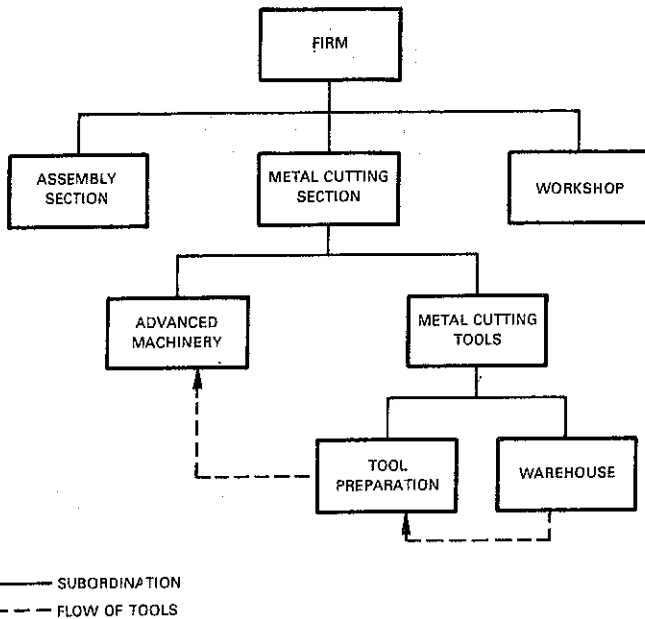 FIRM
ASSEMBLY
SECTION
METAL CUTTING
SECTION
WORKSHOP
ADVANCED
MACHINERY
METAL CUTTING
TOOLS
TOOL
PREPARATION
WAREHOUSE
SUBORDINATION
FLOW OF TOOLS